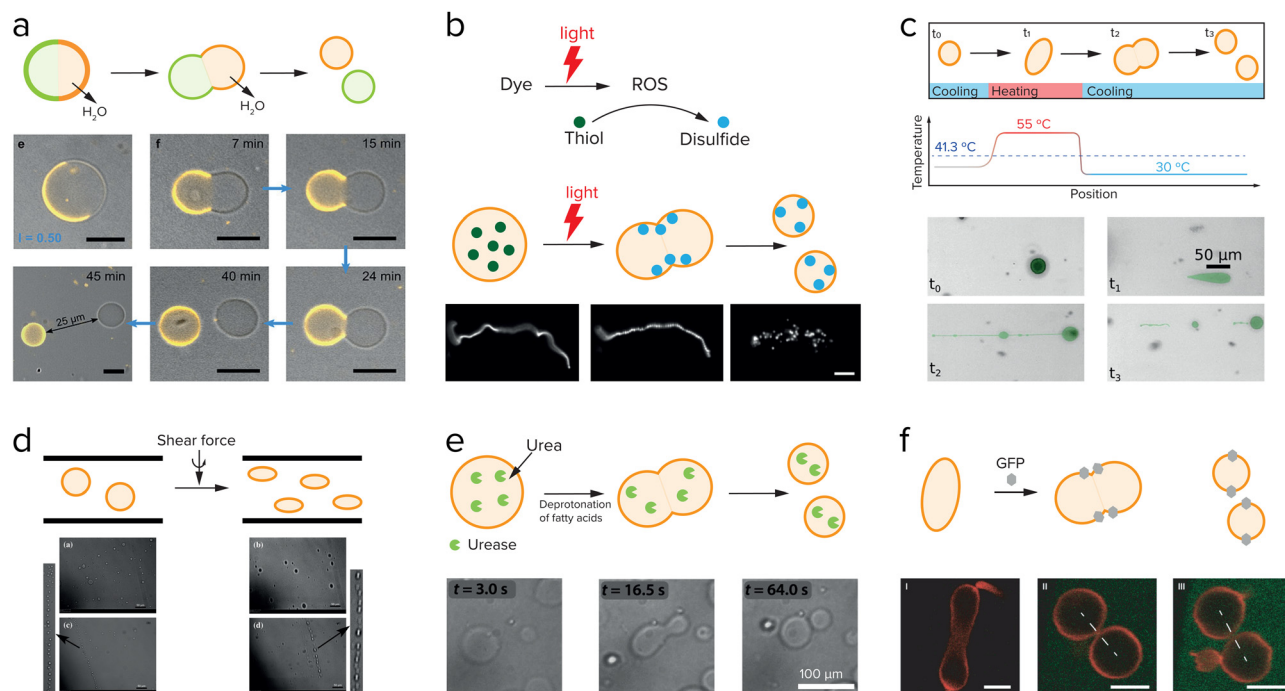 a
H₂O
H₂O
e
I = 0.50
f
7 min
15 min
45 min
25 µm
40 min
24 min
b
light
Dye
ROS
Thiol
Disulfide
light
c
t₀
t₁
t₂
t₃
Cooling
Heating
Cooling
Temperature
55 ºC
41.3 ºC
30 ºC
Position
t₀
50 µm
t₁
t₂
t₃
d
Shear force
(a)
(b)
(c)
(d)
e
Urea
Deprotonation
of fatty acids
Urease
t = 3.0 s
t = 16.5 s
t = 64.0 s
100 µm
f
GFP
I
II
III